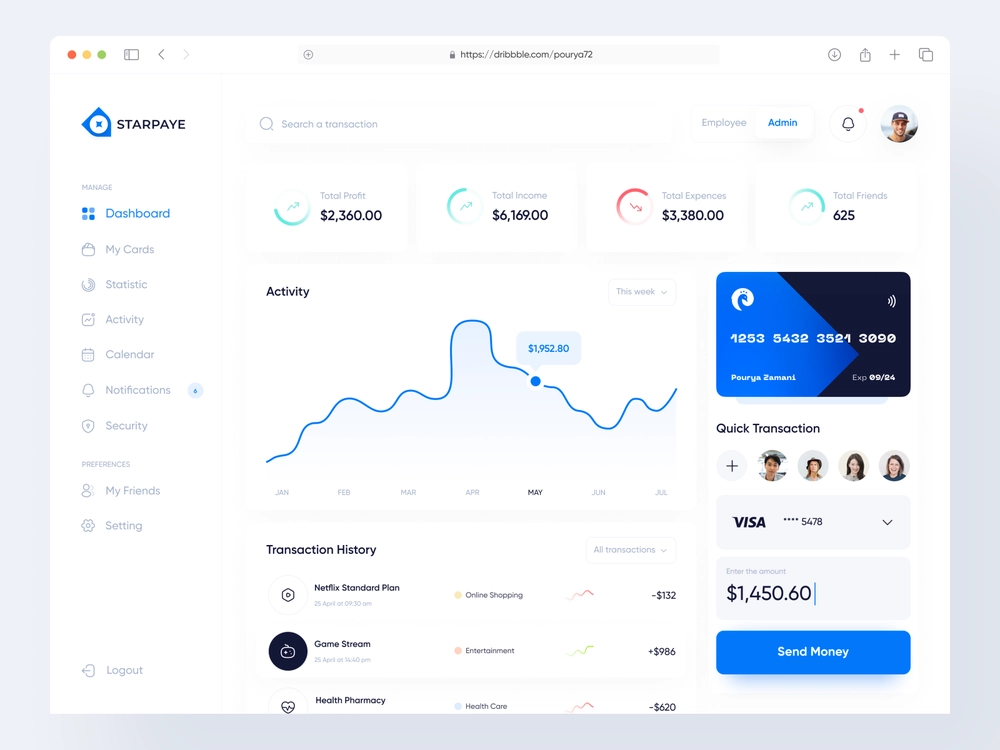 https://dribbble.com/pourya72
STARPAYE
Search a transaction
Employee
Admin
MANAGE
Dashboard
My Cards
Statistic
Activity
Calendar
Notifications
6
Security
PREFERENCES
My Friends
Setting
Logout
Total Profit
$2,360.00
Total Income
$6,169.00
Total Expences
$3,380.00
Total Friends
625
Activity
This week
$1,952.80
JAN FEB MAR APR MAY JUN JUL
1253 5432 3521 3090
Pourya Zamani
Exp 09/24
Quick Transaction
VISA
•••• 5478
Enter the amount
$1,450.60
Send Money
Transaction History
All transactions
Netflix Standard Plan
25 April at 09:30 am
Online Shopping
-$132
Game Stream
25 April at 14:40 pm
Entertainment
+$986
Health Pharmacy
Health Care
-$620